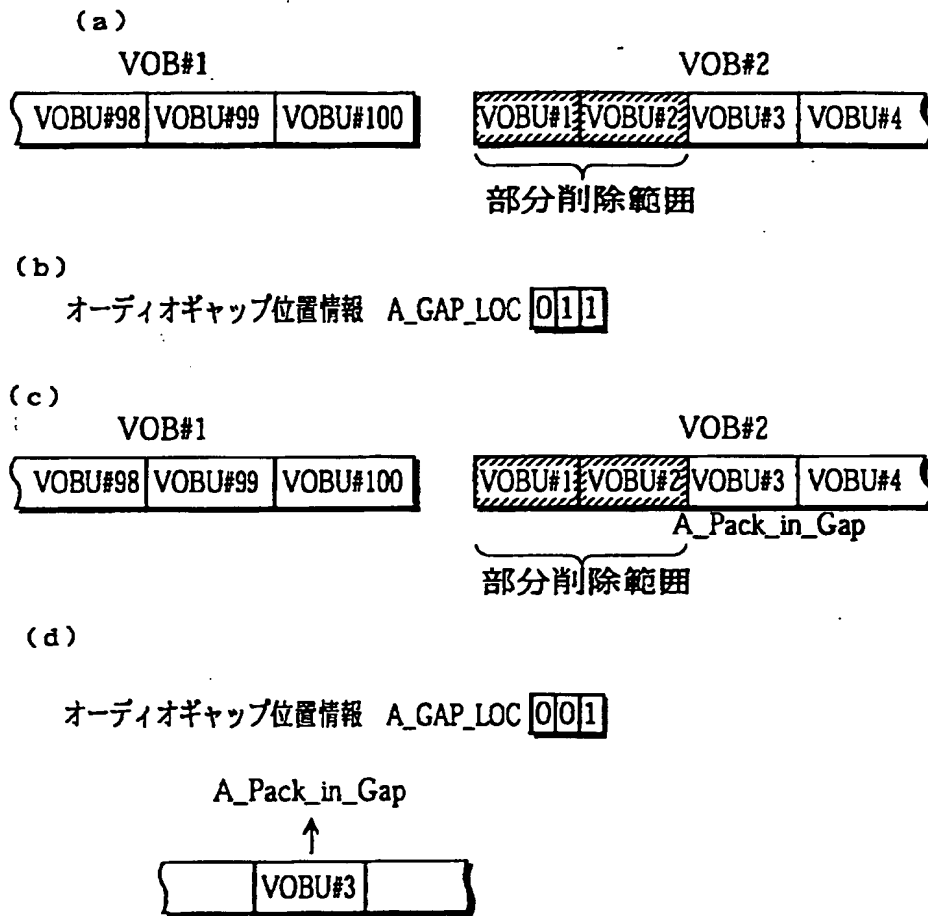 (a)
VOB#1 VOB#2
VOBU#98 VOBU#99 VOBU#100 VOBU#1 VOBU#2 VOBU#3 VOBU#4
部分削除範囲
(b)
オーディオギャップ位置情報 A_GAP_LOC 0 1 1
(c)
VOB#1 VOB#2
VOBU#98 VOBU#99 VOBU#100 VOBU#1 VOBU#2 VOBU#3 VOBU#4
A_Pack_in_Gap
部分削除範囲
(d)
オーディオギャップ位置情報 A_GAP_LOC 0 0 1
A_Pack_in_Gap
VOBU#3